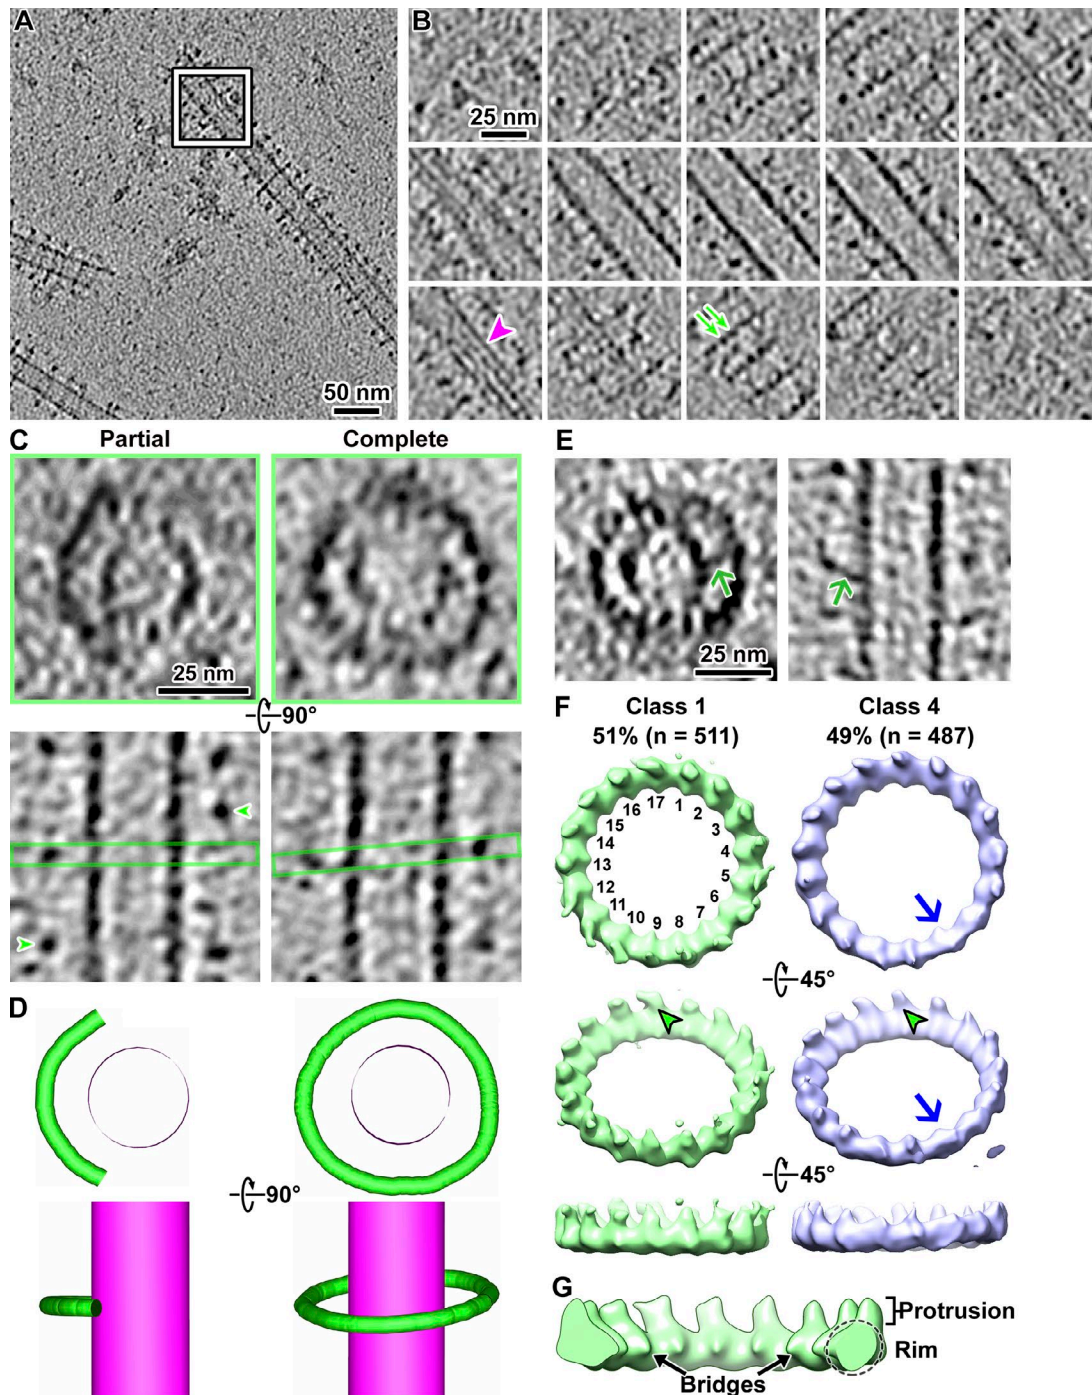 A
50 nm
B
25 nm
C
Partial
Complete
25 nm
90°
D
90°
E
25 nm
F
Class 1
51% (n = 511)
Class 4
49% (n = 487)
1
2
3
4
5
6
7
8
9
10
11
12
13
14
15
16
17
45°
45°
G
Protrusion
Rim
Bridges